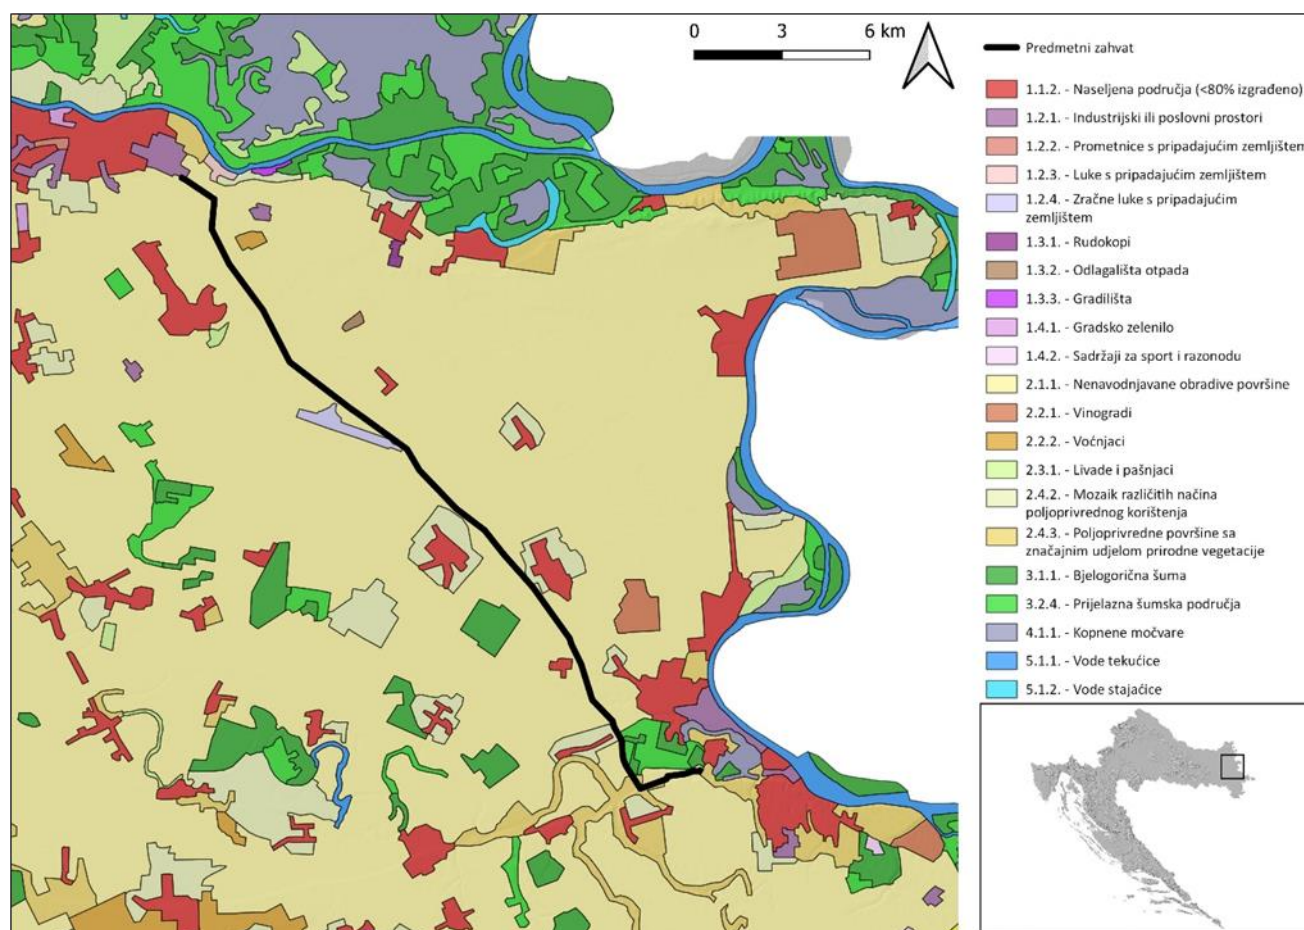 0 3 6 km
Predmetni zahvat
1.1.2. - Naseljena područja (<80% izgrađeno)
1.2.1. - Industrijski ili poslovni prostori
1.2.2. - Prometnice s pripadajućim zemljištem
1.2.3. - Luke s pripadajućim zemljištem
1.2.4. - Zračne luke s pripadajućim
zemljištem
1.3.1. - Rudokopi
1.3.2. - Odlagališta otpada
1.3.3. - Gradilišta
1.4.1. - Gradsko zelenilo
1.4.2. - Sadržaji za sport i razonodu
2.1.1. - Nenavodnjavane obradive površine
2.2.1. - Vinogradi
2.2.2. - Voćnjaci
2.3.1. - Livade i pašnjaci
2.4.2. - Mozaik različitih načina
poljoprivrednog korištenja
2.4.3. - Poljoprivredne površine sa
značajnim udjelom prirodne vegetacije
3.1.1. - Bjelogorična šuma
3.2.4. - Prijelazna šumska područja
4.1.1. - Kopnene močvare
5.1.1. - Vode tekućice
5.1.2. - Vode stajaćice